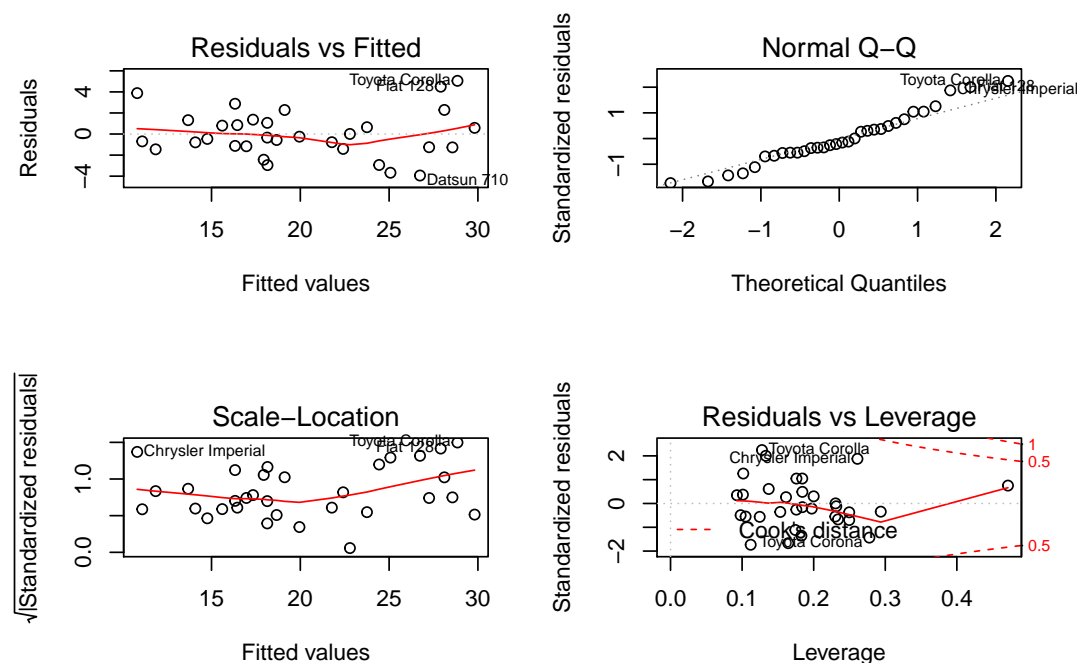 Residuals vs Fitted
Residuals
4
0
−4
Toyota Corolla
Fiat 128
Datsun 710
15
20
25
30
Fitted values
Normal Q−Q
Standardized residuals
1
−1
Toyota Corolla
Fiat 128
Chrysler Imperial
−2
−1
0
1
2
Theoretical Quantiles
Scale−Location
√|Standardized residuals|
1.0
0.0
Chrysler Imperial
Toyota Corolla
Fiat 128
15
20
25
30
Fitted values
Residuals vs Leverage
Standardized residuals
2
0
−2
Toyota Corolla
Chrysler Imperial
Cook's distance
Toyota Corona
1
0.5
0.5
0.0
0.1
0.2
0.3
0.4
Leverage